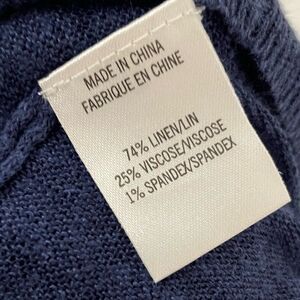 MADE IN CHINA
FABRIQUE EN CHINE
74% LINEN/LIN
25% VISCOSE/VISCOSE
1% SPANDEX/SPANDEX